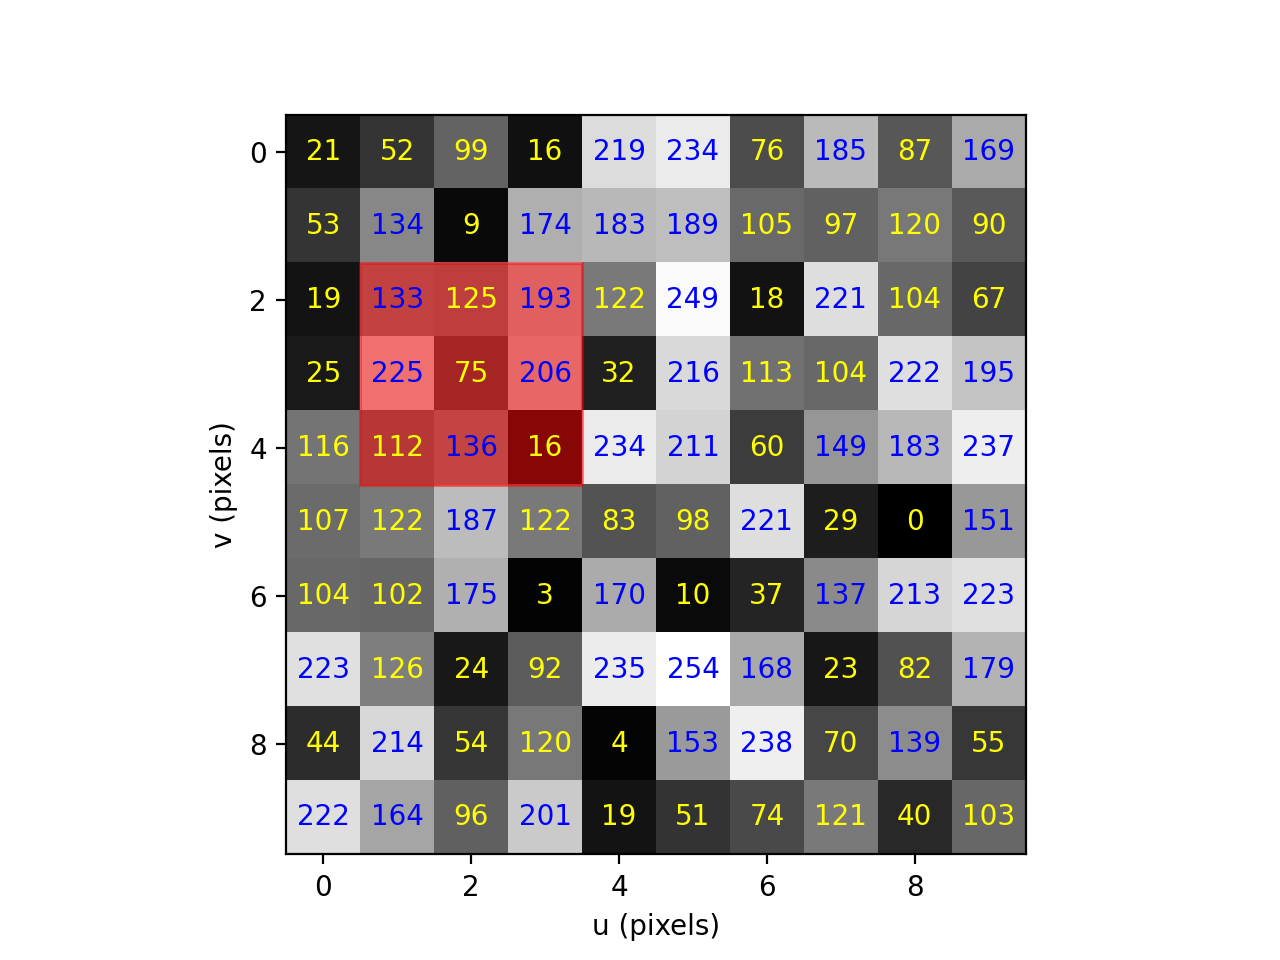 0 21 52 99 16 219 234 76 185 87 169
53 134 9 174 183 189 105 97 120 90
2 19 133 125 193 122 249 18 221 104 67
25 225 75 206 32 216 113 104 222 195
4 116 112 136 16 234 211 60 149 183 237
107 122 187 122 83 98 221 29 0 151
6 104 102 175 3 170 10 37 137 213 223
223 126 24 92 235 254 168 23 82 179
8 44 214 54 120 4 153 238 70 139 55
222 164 96 201 19 51 74 121 40 103
0 2 4 6 8
u (pixels)
v (pixels)